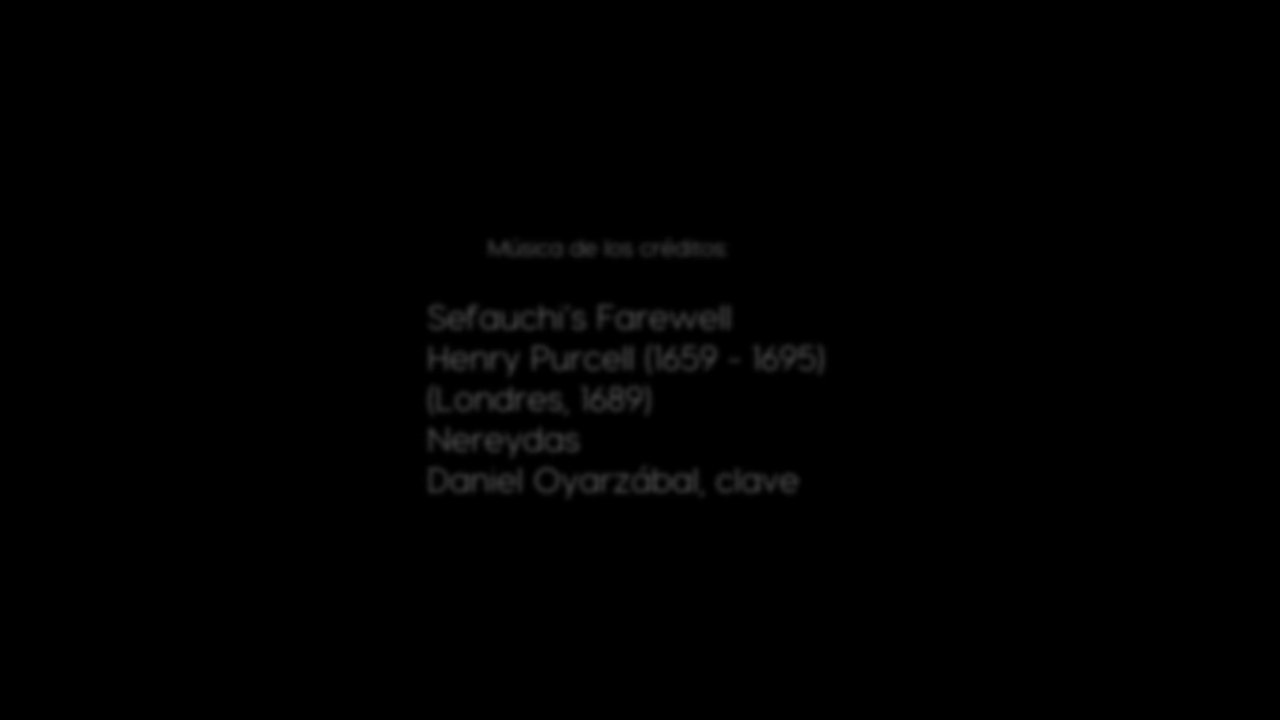 Música de los créditos:
Sefauchi's Farewell
Henry Purcell (1659 - 1695)
(Londres, 1689)
Nereydas
Daniel Oyarzábal, clave